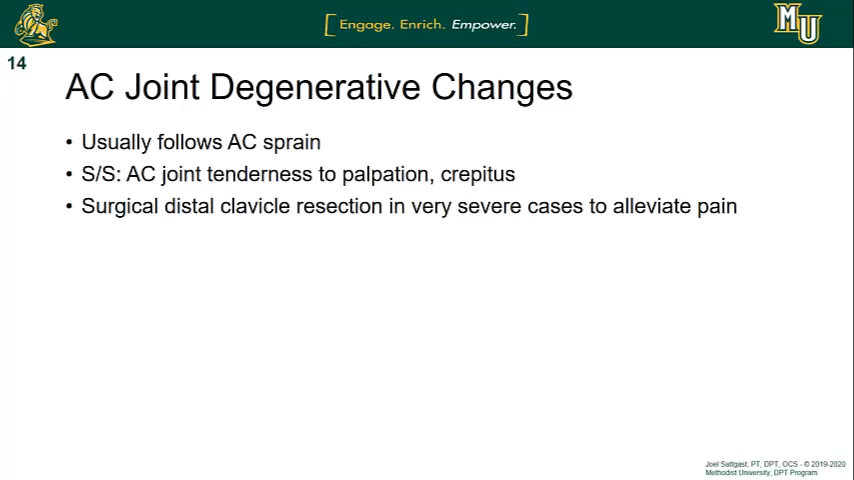 [Engage. Enrich. Empower.]
MU
14
AC Joint Degenerative Changes
• Usually follows AC sprain
• S/S: AC joint tenderness to palpation, crepitus
• Surgical distal clavicle resection in very severe cases to alleviate pain
Joel Sattgast, PT, DPT, OCS - © 2019-2020
Methodist University, DPT Program